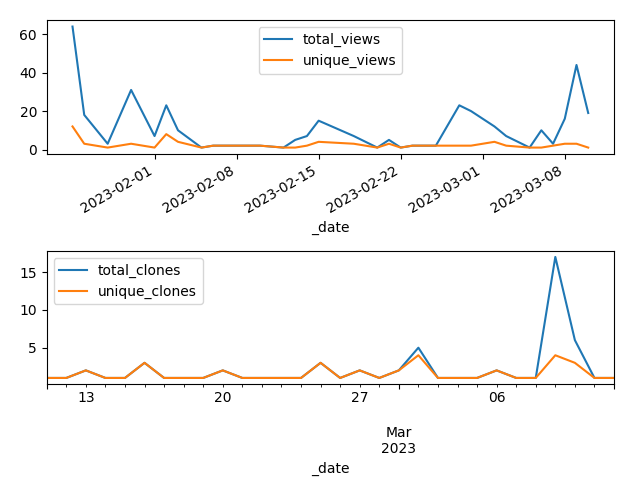 60
40
20
0
total_views
unique_views
2023-02-01
2023-02-08
2023-02-15
2023-02-22
2023-03-01
2023-03-08
_date
15
10
5
total_clones
unique_clones
13
20
27
06
Mar
2023
_date